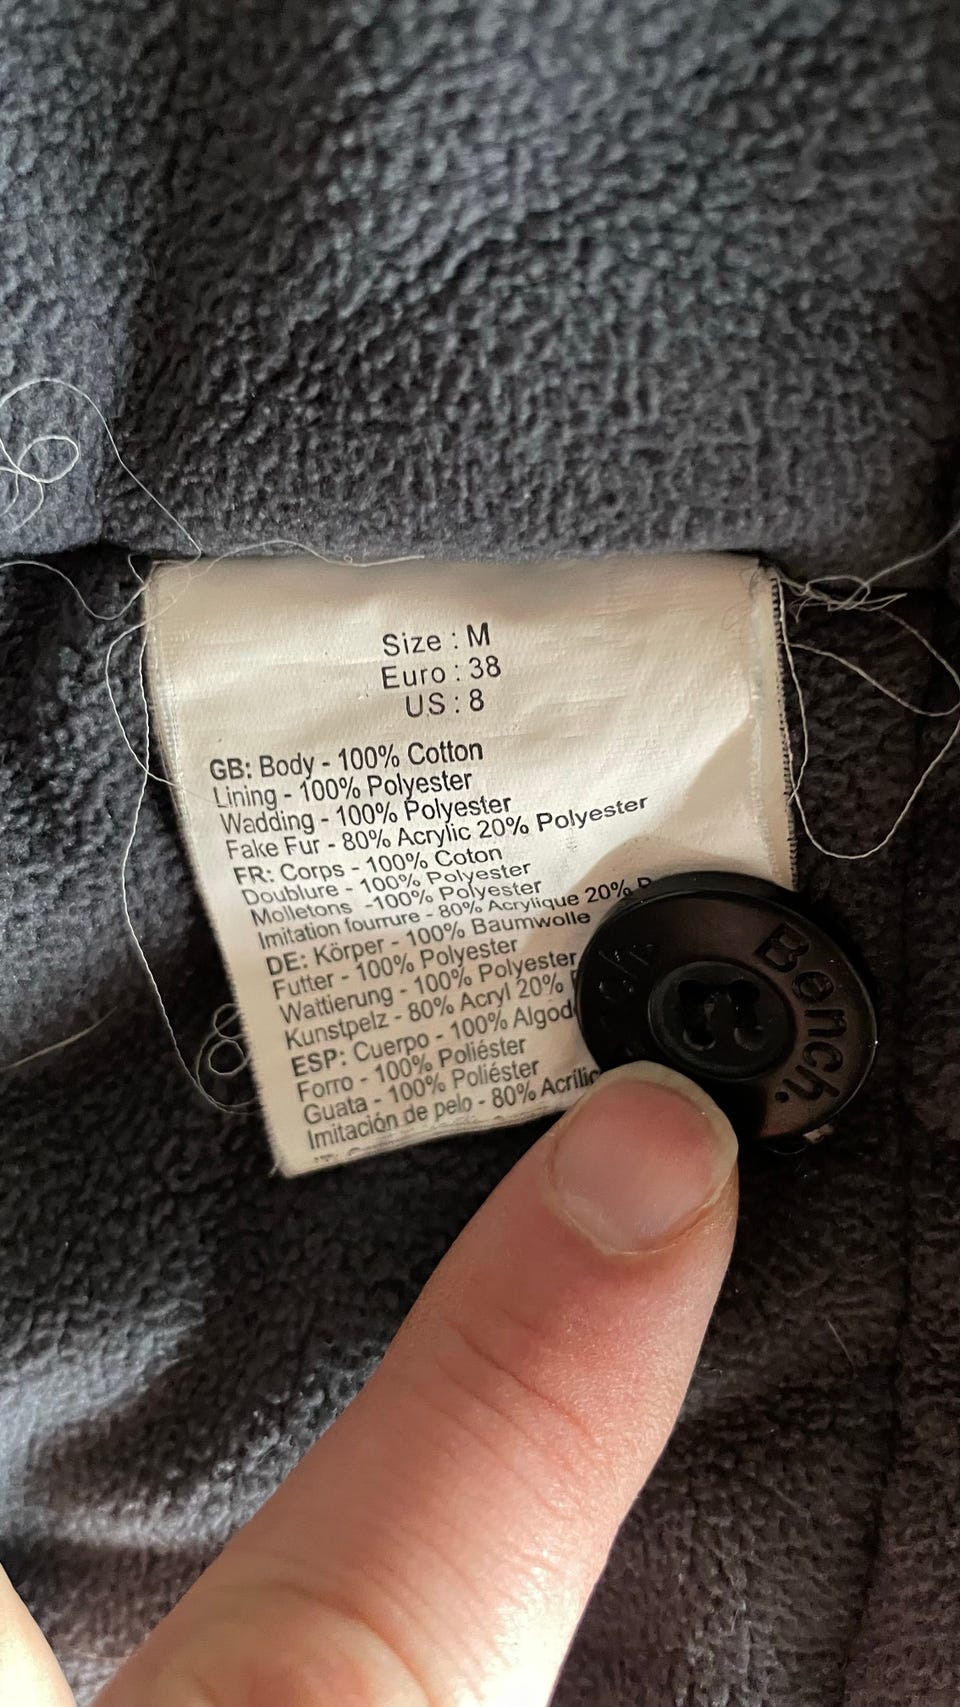 Size : M
Euro : 38
US : 8
GB: Body - 100% Cotton
Lining - 100% Polyester
Wadding - 100% Polyester
Fake Fur - 80% Acrylic 20% Polyester
FR: Corps - 100% Coton
Doublure - 100% Polyester
Molletons -100% Polyester
Imitation fourrure - 80% Acrylique 20%
DE: Körper - 100% Baumwolle
Futter - 100% Polyester
Wattierung - 100% Polyester
Kunstpelz - 80% Acryl 20%
ESP: Cuerpo - 100% Algod
Forro - 100% Poliéster
Guata - 100% Poliéster
Imitación de pelo - 80% Acrílic
Bench.